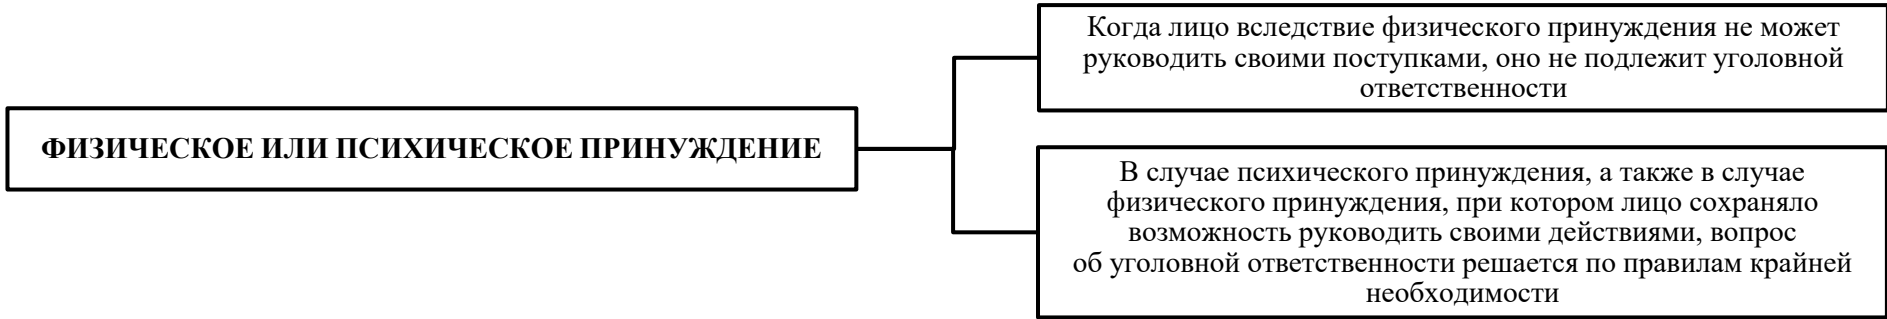 ФИЗИЧЕСКОЕ ИЛИ ПСИХИЧЕСКОЕ ПРИНУЖДЕНИЕ
Когда лицо вследствие физического принуждения не может
руководить своими поступками, оно не подлежит уголовной
ответственности
В случае психического принуждения, а также в случае
физического принуждения, при котором лицо сохраняло
возможность руководить своими действиями, вопрос
об уголовной ответственности решается по правилам крайней
необходимости